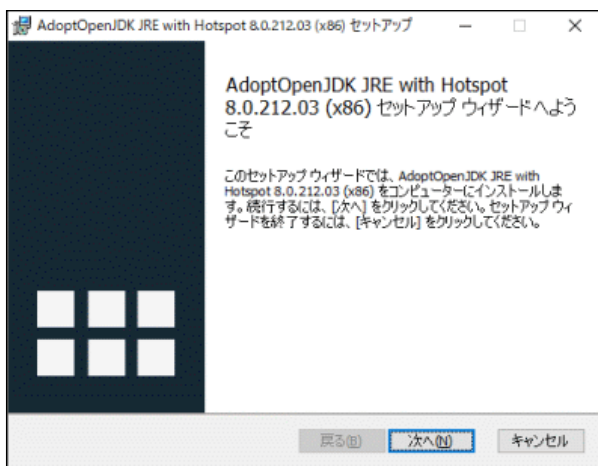 AdoptOpenJDK JRE with Hotspot 8.0.212.03 (x86) セットアップ
AdoptOpenJDK JRE with Hotspot
8.0.212.03 (x86) セットアップ ウィザードへよう
こそ
このセットアップ ウィザードでは、AdoptOpenJDK JRE with
Hotspot 8.0.212.03 (x86) をコンピューターにインストールしま
す。続行するには、[次へ] をクリックしてください。セットアップ ウィ
ザードを終了するには、[キャンセル] をクリックしてください。
戻る(B) 次へ(N) キャンセル